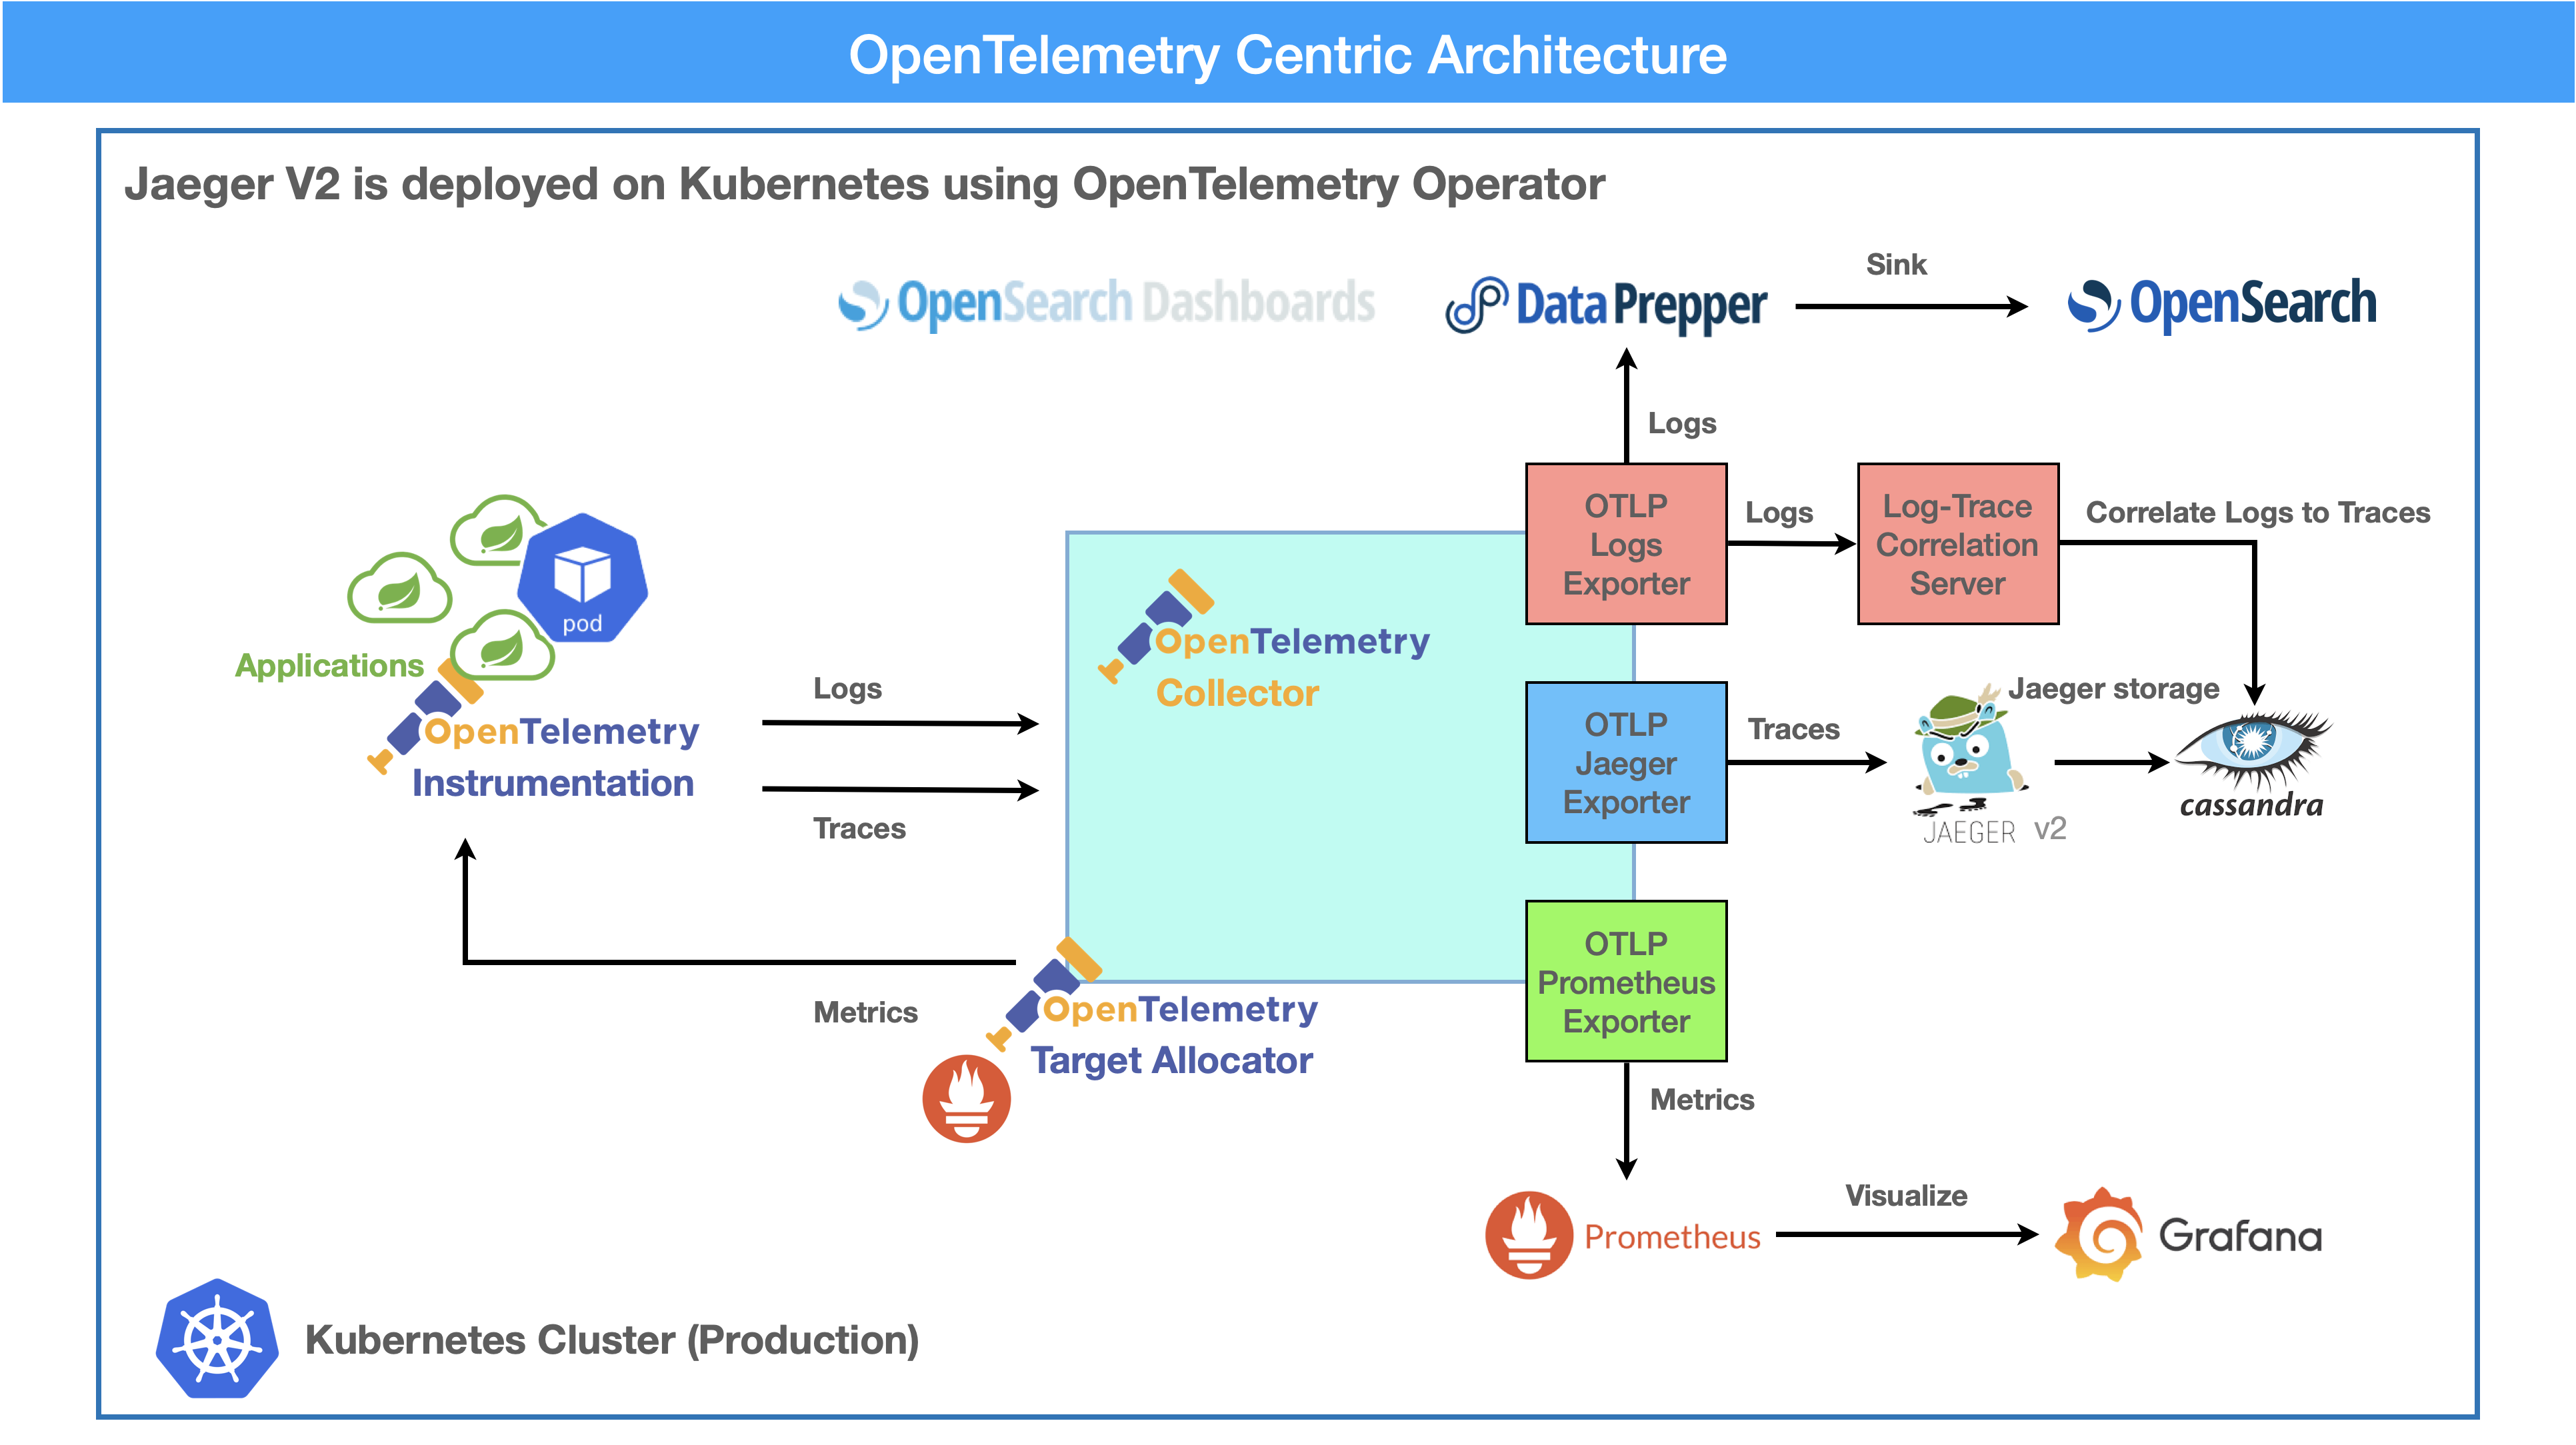 OpenTelemetry Centric Architecture
Jaeger V2 is deployed on Kubernetes using OpenTelemetry Operator
OpenSearch Dashboards
Data Prepper
Sink
OpenSearch
Logs
OTLP
Logs
Exporter
Logs
Log-Trace
Correlation
Server
Correlate Logs to Traces
pod
Applications
OpenTelemetry
Instrumentation
Logs
Traces
OpenTelemetry
Collector
OTLP
Jaeger
Exporter
Traces
JAEGER v2
Jaeger storage
cassandra
Metrics
OpenTelemetry
Target Allocator
OTLP
Prometheus
Exporter
Metrics
Prometheus
Visualize
Grafana
Kubernetes Cluster (Production)